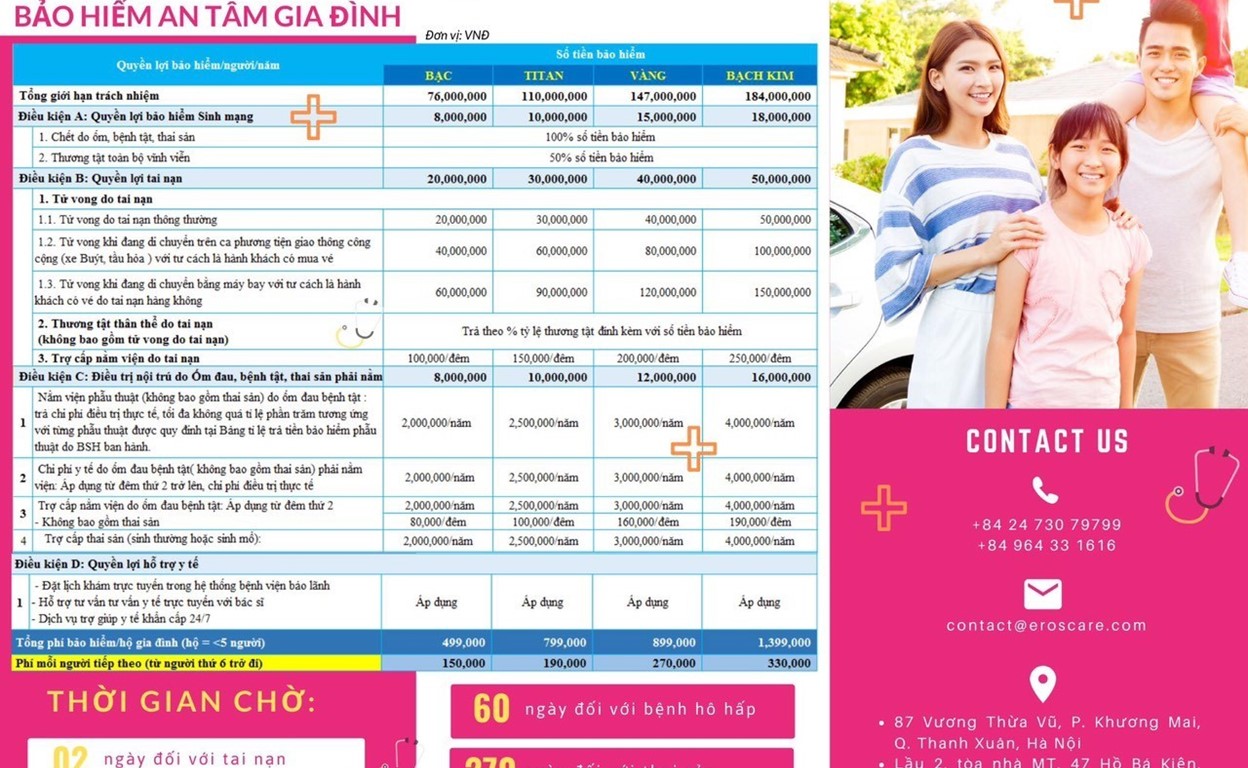 BẢO HIỂM AN TÂM GIA ĐÌNH
Đơn vị: VNĐ
Quyền lợi bảo hiểm/người/năm
Số tiền bảo hiểm
BẠC TITAN VÀNG BẠCH KIM
Tổng giới hạn trách nhiệm 76,000,000 110,000,000 147,000,000 184,000,000
Điều kiện A: Quyền lợi bảo hiểm Sinh mạng 8,000,000 10,000,000 15,000,000 18,000,000
1. Chết do ốm, bệnh tật, thai sản 100% số tiền bảo hiểm
2. Thương tật toàn bộ vĩnh viễn 50% số tiền bảo hiểm
Điều kiện B: Quyền lợi tai nạn 20,000,000 30,000,000 40,000,000 50,000,000
1. Tử vong do tai nạn
1.1. Tử vong do tai nạn thông thường 20,000,000 30,000,000 40,000,000 50,000,000
1.2. Tử vong khi đang di chuyển trên ca phương tiện giao thông công
cộng (xe Buýt, tầu hỏa ) với tư cách là hành khách có mua vé 40,000,000 60,000,000 80,000,000 100,000,000
1.3. Tử vong khi đang di chuyển bằng máy bay với tư cách là hành
khách có vé do tai nạn hàng không 60,000,000 90,000,000 120,000,000 150,000,000
2. Thương tật thân thể do tai nạn
(không bao gồm tử vong do tai nạn) Trả theo % tỷ lệ thương tật đính kèm với số tiền bảo hiểm
3. Trợ cấp nằm viện do tai nạn 100,000/đêm 150,000/đêm 200,000/đêm 250,000/đêm
Điều kiện C: Điều trị nội trú do Ốm đau, bệnh tật, thai sản phải nằm 8,000,000 10,000,000 12,000,000 16,000,000
1 Nằm viện phẫu thuật (không bao gồm thai sản) do ốm đau bệnh tật :
trả chi phí điều trị thực tế, tối đa không quá tỉ lệ phần trăm tương ứng
với từng phẫu thuật được quy định tại Bảng tỉ lệ trả tiền bảo hiểm phẫu
thuật do BSH ban hành. 2,000,000/năm 2,500,000/năm 3,000,000/năm 4,000,000/năm
2 Chi phí y tế do ốm đau bệnh tật( không bao gồm thai sản) phải nằm
viện: Áp dụng từ đêm thứ 2 trở lên, chi phí điều trị thực tế 2,000,000/năm 2,500,000/năm 3,000,000/năm 4,000,000/năm
3 Trợ cấp nằm viện do ốm đau bệnh tật: Áp dụng từ đêm thứ 2 2,000,000/năm 2,500,000/năm 3,000,000/năm 4,000,000/năm
- Không bao gồm thai sản 80,000/đêm 100,000/đêm 160,000/đêm 190,000/đêm
4 Trợ cấp thai sản (sinh thường hoặc sinh mổ): 2,000,000/năm 2,500,000/năm 3,000,000/năm 4,000,000/năm
Điều kiện D: Quyền lợi hỗ trợ y tế
1 - Đặt lịch khám trực tuyến trong hệ thống bệnh viện bảo lãnh
- Hỗ trợ tư vấn tư vấn y tế trực tuyến với bác sĩ Áp dụng Áp dụng Áp dụng Áp dụng
- Dịch vụ trợ giúp y tế khẩn cấp 24/7
Tổng phí bảo hiểm/hộ gia đình (hộ = <5 người) 499,000 799,000 899,000 1,399,000
Phí mỗi người tiếp theo (từ người thứ 6 trở đi) 150,000 190,000 270,000 330,000
THỜI GIAN CHỜ:
02 ngày đối với tai nạn
60 ngày đối với bệnh hô hấp
CONTACT US
+84 24 730 79799
+84 964 33 1616
contact@eroscare.com
• 87 Vương Thừa Vũ, P. Khương Mai,
Q. Thanh Xuân, Hà Nội
• Lầu 2, tòa nhà MT, 47 Hồ Bá Kiện,